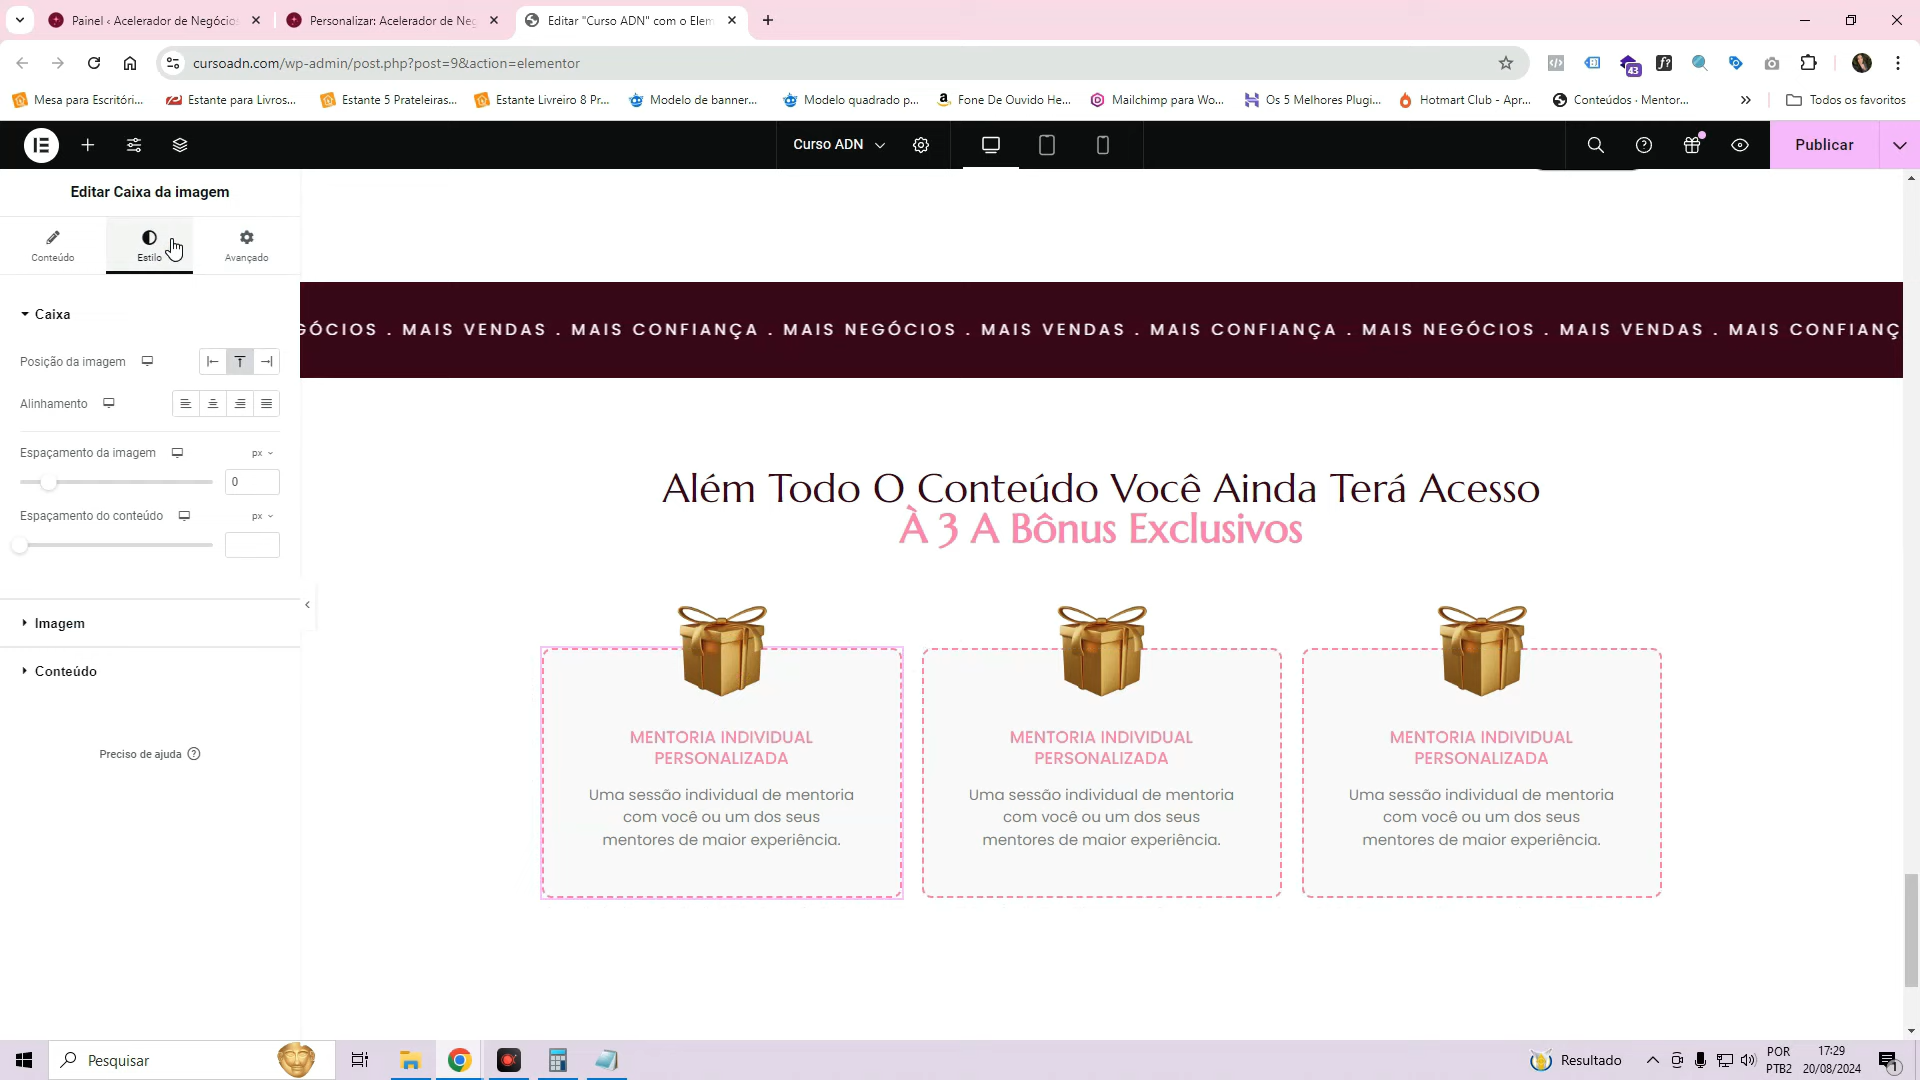 Painel ‹ Acelerador de Negócios
Personalizar: Acelerador de Neg
Editar "Curso ADN" com o Elem
cursoadn.com/wp-admin/post.php?post=9&action=elementor
43
Mesa para Escritóri...
Estante para Livros...
Estante 5 Prateleiras...
Estante Livreiro 8 Pr...
Modelo de banner...
Modelo quadrado p...
Fone De Ouvido He...
Mailchimp para Wo...
Os 5 Melhores Plugi...
Hotmart Club - Apr...
Conteúdos · Mentor...
Todos os favoritos
Curso ADN
Publicar
Editar Caixa da imagem
Conteúdo
Estilo
Avançado
Caixa
Posição da imagem
Alinhamento
Espaçamento da imagem
px
0
Espaçamento do conteúdo
px
Imagem
Conteúdo
Preciso de ajuda
GÓCIOS . MAIS VENDAS . MAIS CONFIANÇA . MAIS NEGÓCIOS . MAIS VENDAS . MAIS CONFIANÇA . MAIS NEGÓCIOS . MAIS VENDAS . MAIS CONFIANÇ
Além Todo O Conteúdo Você Ainda Terá Acesso
À 3 A Bônus Exclusivos
MENTORIA INDIVIDUAL
PERSONALIZADA
Uma sessão individual de mentoria
com você ou um dos seus
mentores de maior experiência.
MENTORIA INDIVIDUAL
PERSONALIZADA
Uma sessão individual de mentoria
com você ou um dos seus
mentores de maior experiência.
MENTORIA INDIVIDUAL
PERSONALIZADA
Uma sessão individual de mentoria
com você ou um dos seus
mentores de maior experiência.
Pesquisar
Resultado
POR
PTB2
17:29
20/08/2024
1